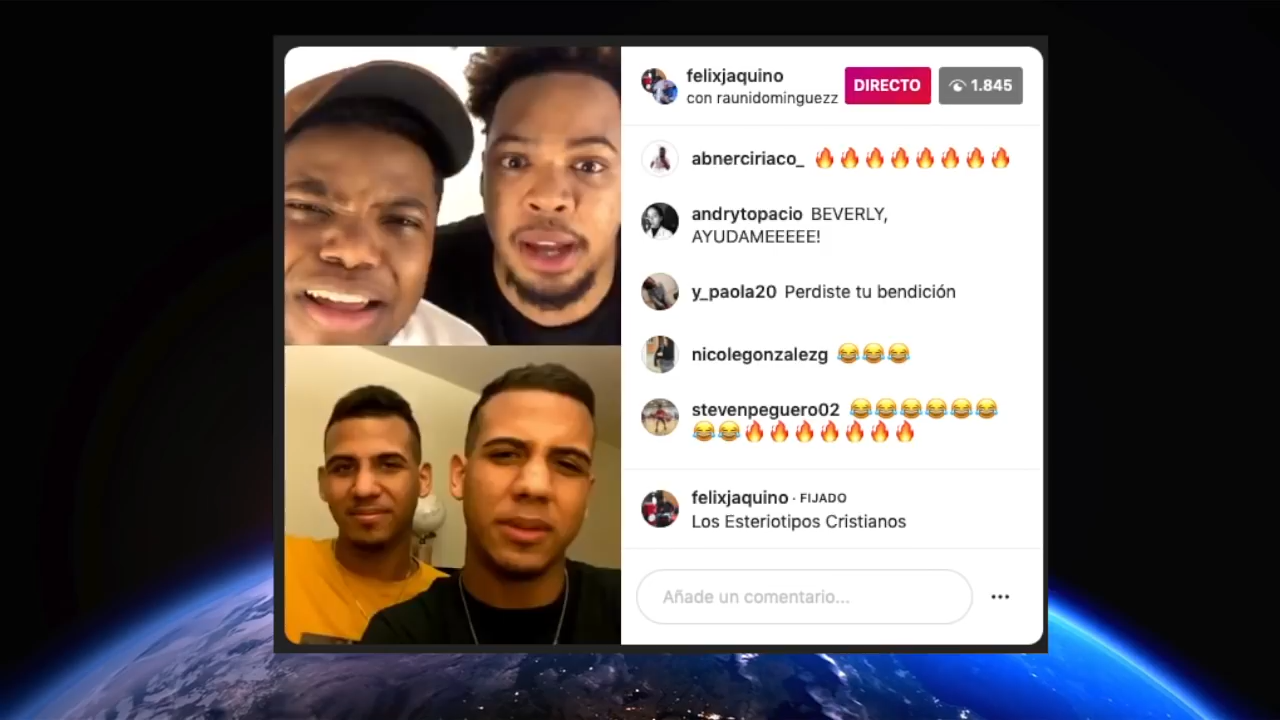 felixjaquino
con raunidominguezz
DIRECTO
1.845
abnerciriaco_ 🔥🔥🔥🔥🔥🔥🔥🔥
andrytopacio BEVERLY,
AYUDAMEEEEE!
y_paola20 Perdiste tu bendición
nicolegonzalezg 😂😂😂
stevenpeguero02 😂😂😂😂😂😂
😂😂🔥🔥🔥🔥🔥🔥🔥
felixjaquino · FIJADO
Los Esteriotipos Cristianos
Añade un comentario...